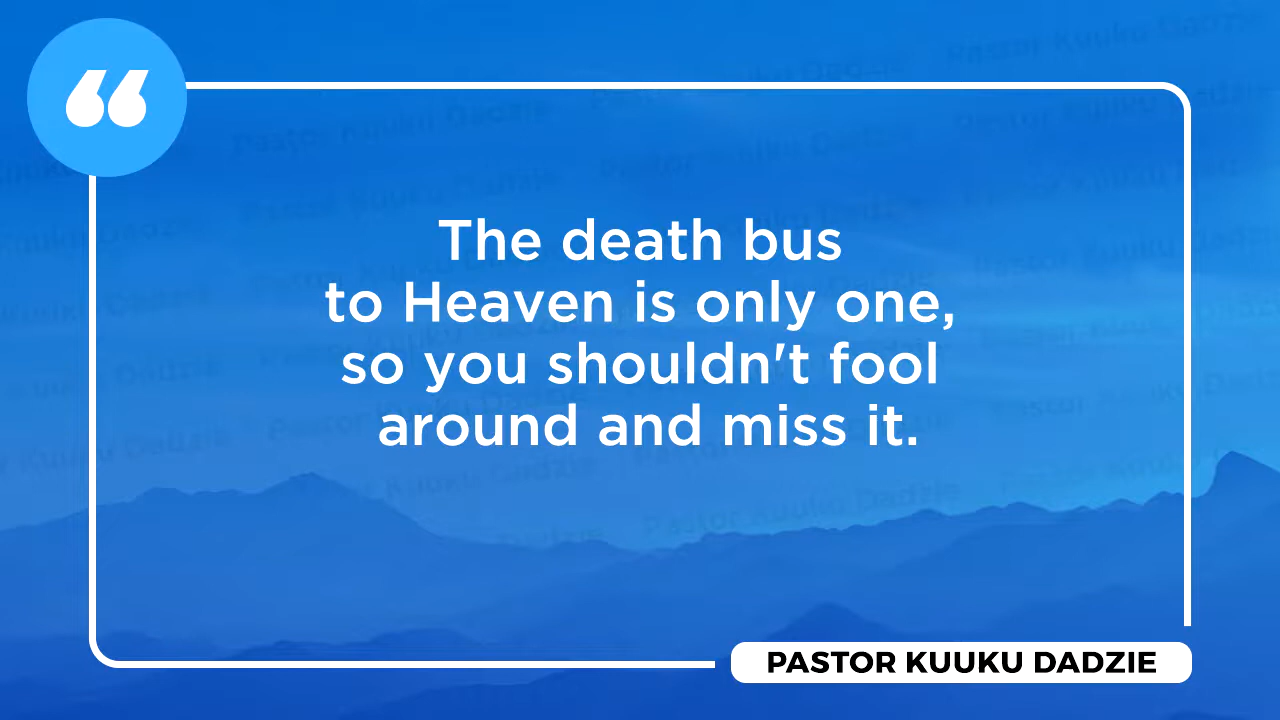 The death bus
to Heaven is only one,
so you shouldn't fool
around and miss it.
PASTOR KUUKU DADZIE